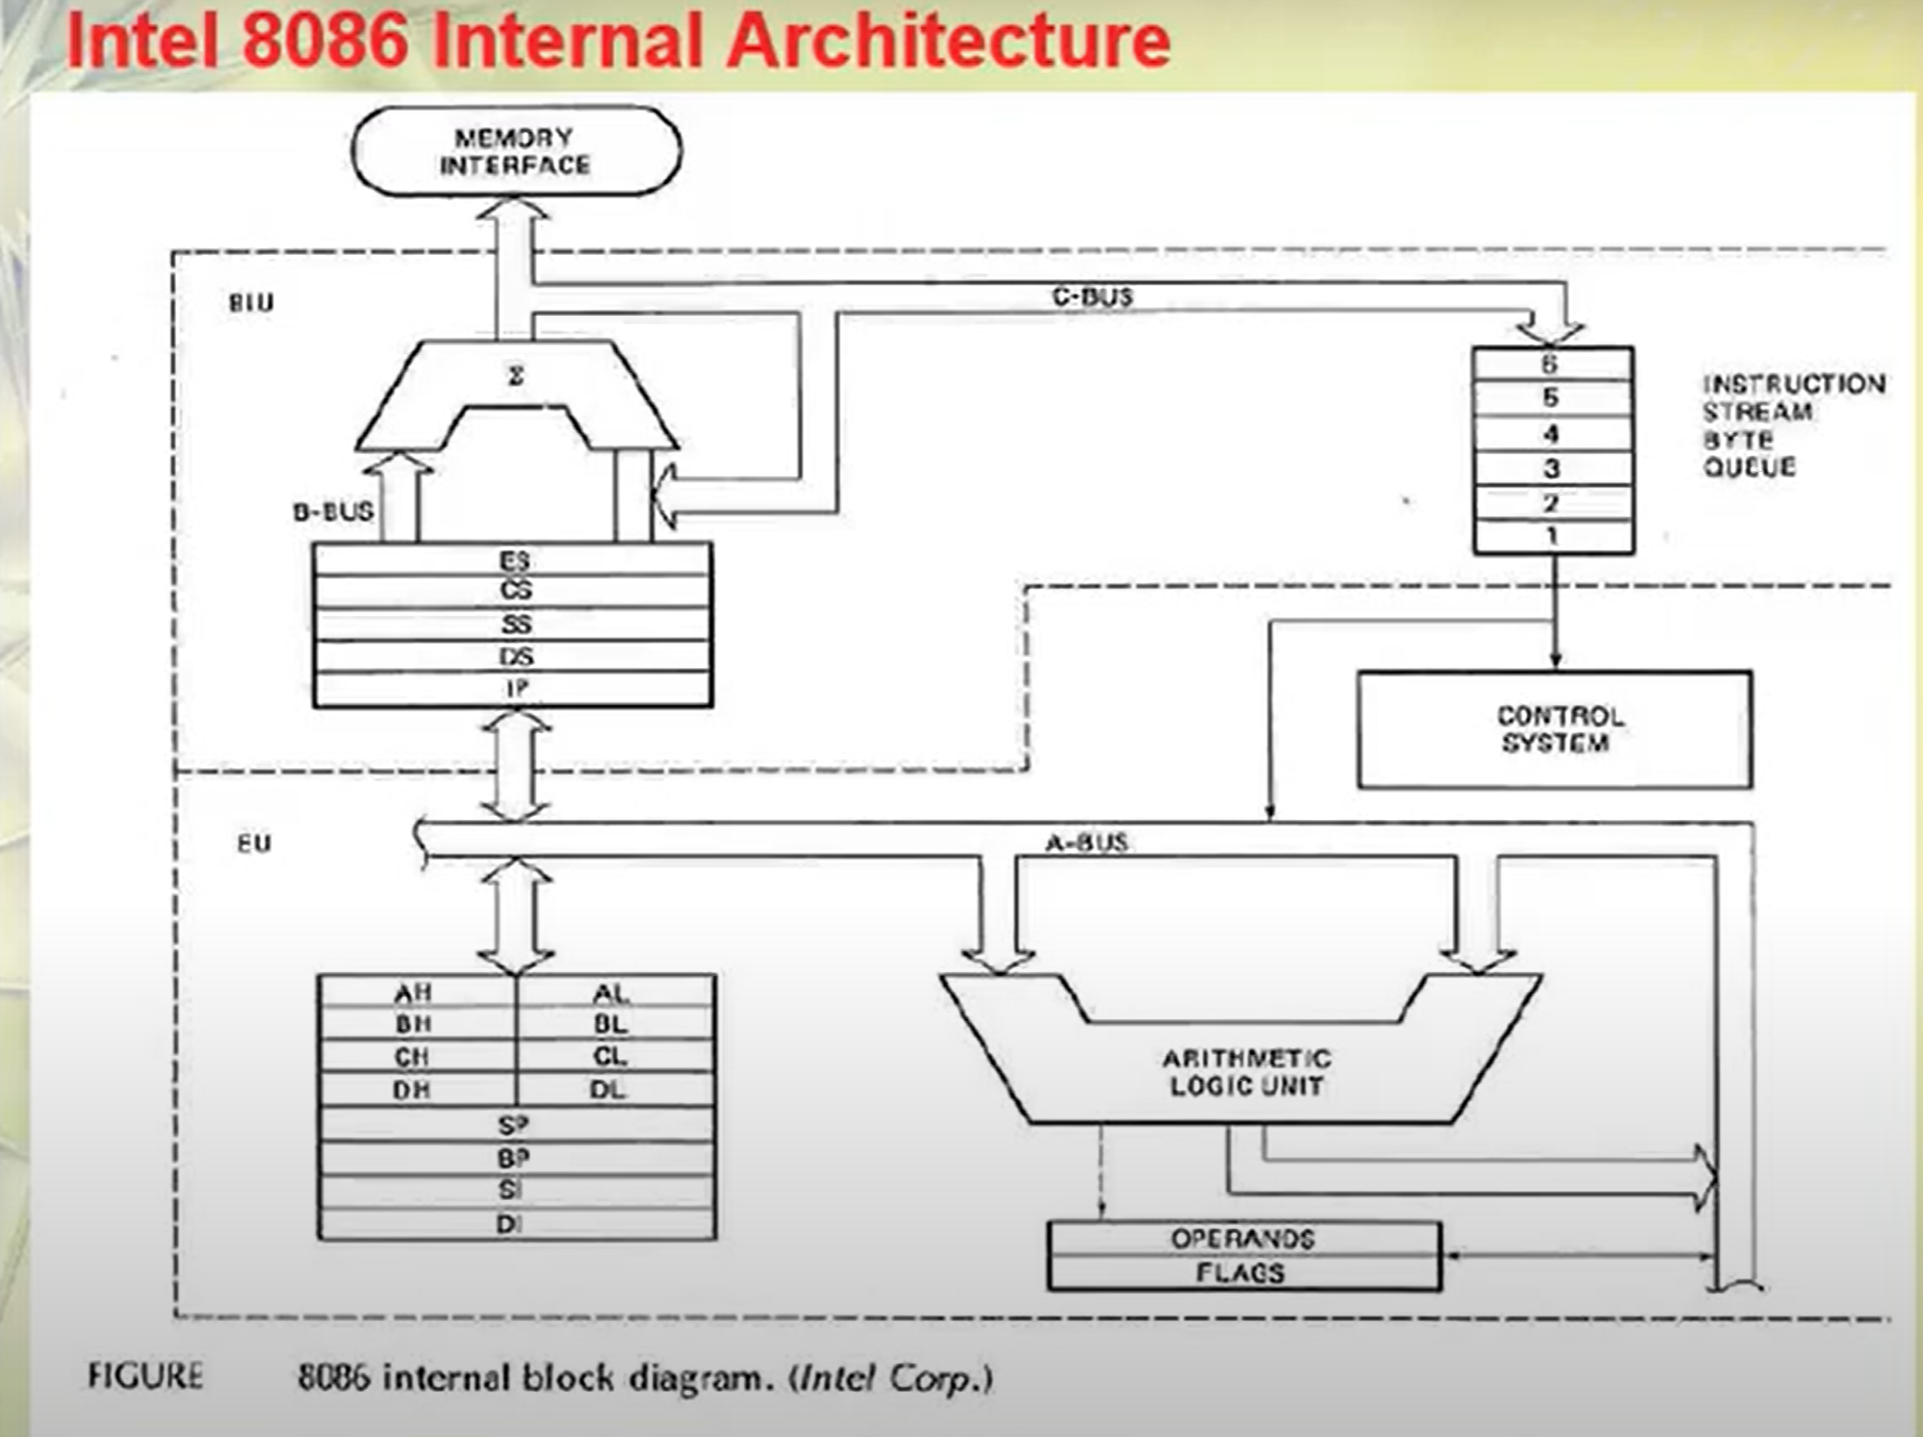 Intel 8086 Internal Architecture
MEMORY
INTERFACE
BIU
C-BUS
Σ
B-BUS
6
5
4
3
2
1
INSTRUCTION
STREAM
BYTE
QUEUE
ES
CS
SS
DS
IP
CONTROL
SYSTEM
EU
A-BUS
AH AL
BH BL
CH CL
DH DL
SP
BP
SI
DI
ARITHMETIC
LOGIC UNIT
OPERANDS
FLAGS
FIGURE 8086 internal block diagram. (Intel Corp.)